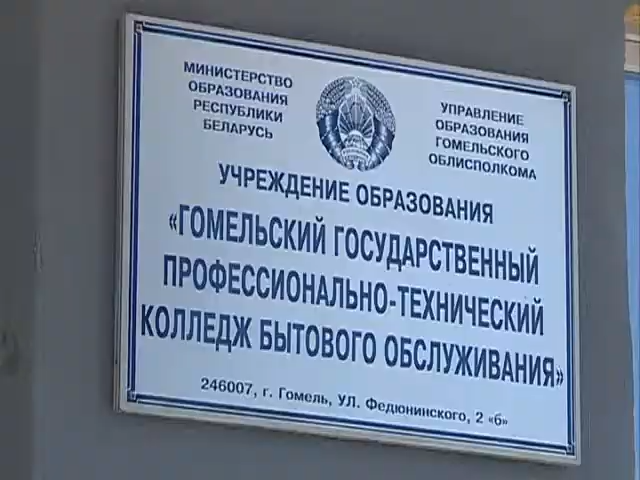 МИНИСТЕРСТВО
ОБРАЗОВАНИЯ
РЕСПУБЛИКИ
БЕЛАРУСЬ
УПРАВЛЕНИЕ
ОБРАЗОВАНИЯ
ГОМЕЛЬСКОГО
ОБЛИСПОЛКОМА
УЧРЕЖДЕНИЕ ОБРАЗОВАНИЯ
«ГОМЕЛЬСКИЙ ГОСУДАРСТВЕННЫЙ
ПРОФЕССИОНАЛЬНО-ТЕХНИЧЕСКИЙ
КОЛЛЕДЖ БЫТОВОГО ОБСЛУЖИВАНИЯ»
246007, г. Гомель, УЛ. Федюнинского, 2 «б»